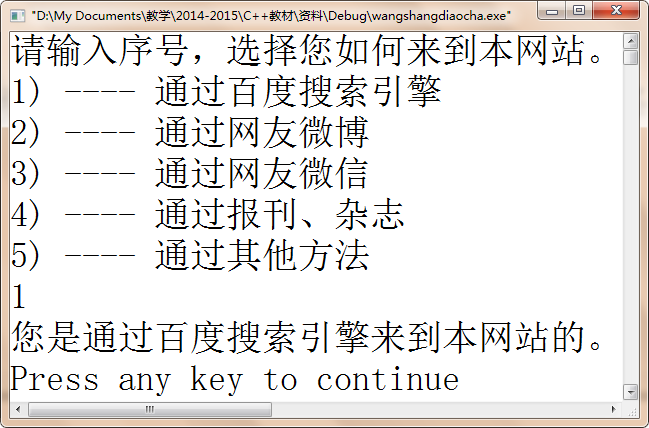 "D:\My Documents\教学\2014-2015\C++教材\资料\Debug\wangshangdiaocha.exe"
请输入序号，选择您如何来到本网站。
1) ---- 通过百度搜索引擎
2) ---- 通过网友微博
3) ---- 通过网友微信
4) ---- 通过报刊、杂志
5) ---- 通过其他方法
1
您是通过百度搜索引擎来到本网站的。
Press any key to continue